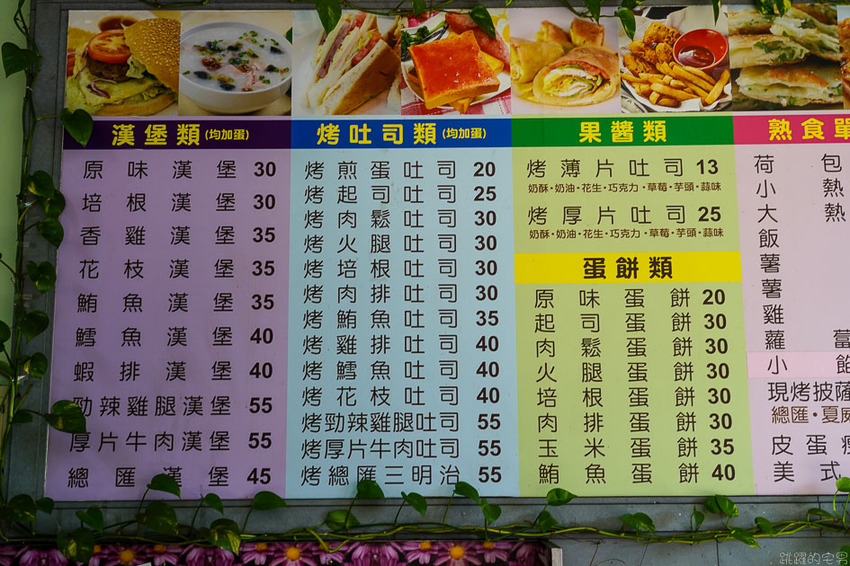 漢堡類(均加蛋)
原味漢堡 30
培根漢堡 30
香雞漢堡 35
花枝漢堡 35
鮪魚漢堡 35
鱈魚漢堡 40
蝦排漢堡 40
勁辣雞腿漢堡 55
厚片牛肉漢堡 55
總匯漢堡 45
烤吐司類(均加蛋)
烤煎蛋吐司 20
烤起司吐司 25
烤肉鬆吐司 30
烤火腿吐司 30
烤培根吐司 30
烤肉排吐司 30
烤鮪魚吐司 35
烤雞排吐司 40
烤鱈魚吐司 40
烤花枝吐司 40
烤勁辣雞腿吐司 55
烤厚片牛肉吐司 55
烤總匯三明治 55
果醬類
烤薄片吐司 13
奶酥·奶油·花生·巧克力·草莓·芋頭·蒜味
烤厚片吐司 25
奶酥·奶油·花生·巧克力·草莓·芋頭·蒜味
蛋餅類
原味蛋餅 20
起司蛋餅 30
肉鬆蛋餅 30
火腿蛋餅 30
培根蛋餅 30
肉排蛋餅 30
玉米蛋餅 35
鮪魚蛋餅 40
熟食單
荷包
小熱
大熱
飯
薯
薯
雞
蘿蔔
小餡
現烤披薩
總匯·夏威
皮蛋瘦
美式
跳躍的宅男